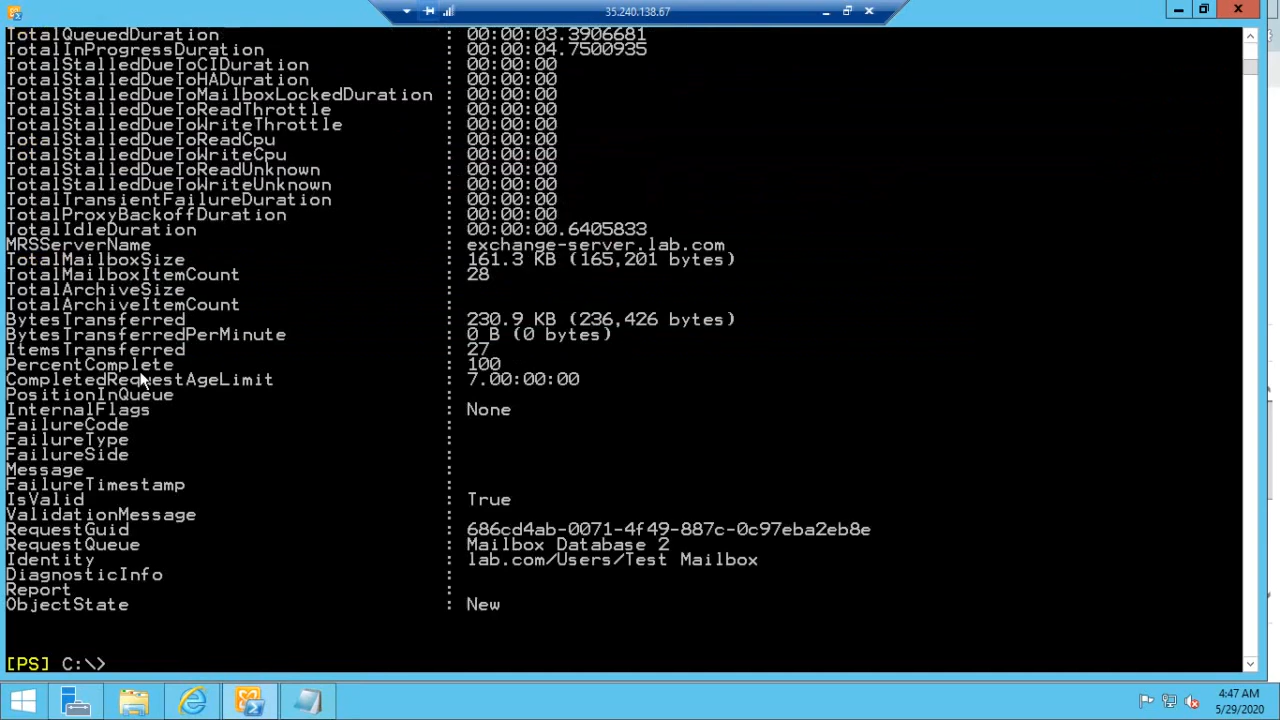 35.240.138.67
TotalQueuedDuration : 00:00:03.3906681
TotalInProgressDuration : 00:00:04.7500935
TotalStalledDueToCIDuration : 00:00:00
TotalStalledDueToHADuration : 00:00:00
TotalStalledDueToMailboxLockedDuration : 00:00:00
TotalStalledDueToReadThrottle : 00:00:00
TotalStalledDueToWriteThrottle : 00:00:00
TotalStalledDueToReadCpu : 00:00:00
TotalStalledDueToWriteCpu : 00:00:00
TotalStalledDueToReadUnknown : 00:00:00
TotalStalledDueToWriteUnknown : 00:00:00
TotalTransientFailureDuration : 00:00:00
TotalProxyBackoffDuration : 00:00:00
TotalIdleDuration : 00:00:00.6405833
MRSServerName : exchange-server.lab.com
TotalMailboxSize : 161.3 KB (165,201 bytes)
TotalMailboxItemCount : 28
TotalArchiveSize :
TotalArchiveItemCount :
BytesTransferred : 230.9 KB (236,426 bytes)
BytesTransferredPerMinute : 0 B (0 bytes)
ItemsTransferred : 27
PercentComplete : 100
CompletedRequestAgeLimit : 7.00:00:00
PositionInQueue :
InternalFlags : None
FailureCode :
FailureType :
FailureSide :
Message :
FailureTimestamp :
IsValid : True
ValidationMessage :
RequestGuid : 686cd4ab-0071-4f49-887c-0c97eba2eb8e
RequestQueue : Mailbox Database 2
Identity : lab.com/Users/Test Mailbox
DiagnosticInfo :
Report :
ObjectState : New
[PS] C:\>
4:47 AM
5/29/2020